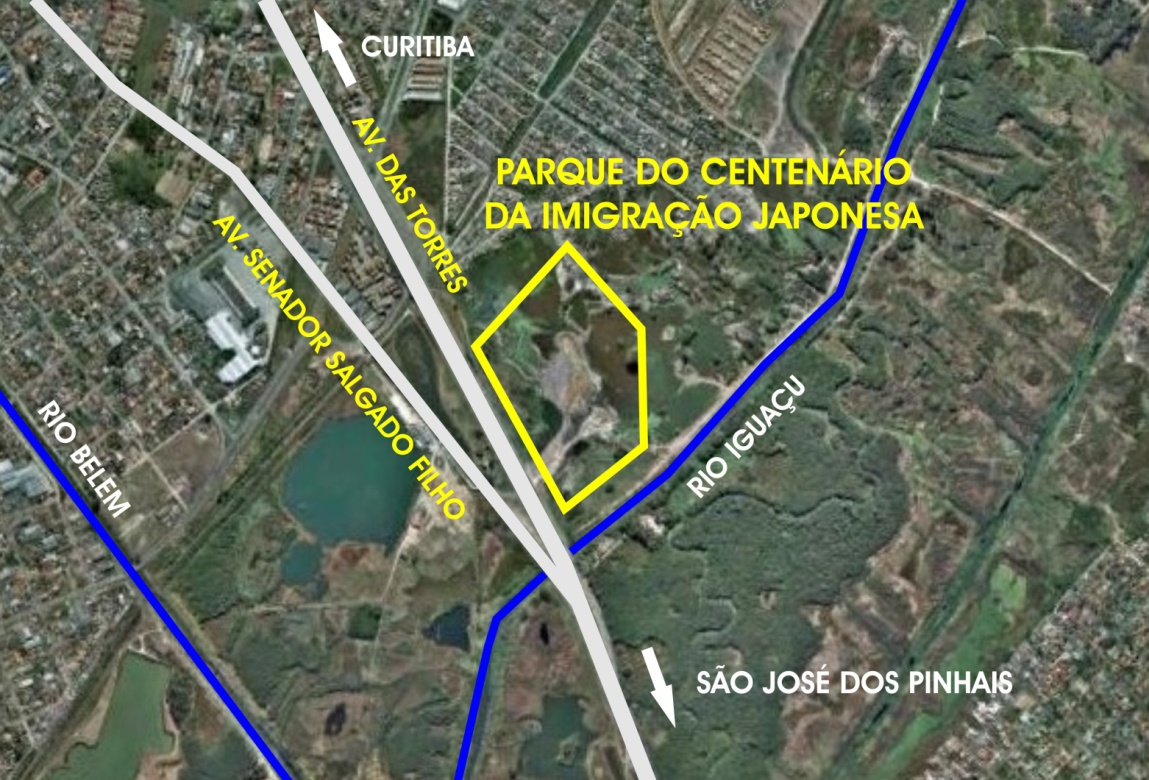 CURITIBA
AV. DAS TORRES
PARQUE DO CENTENÁRIO
DA IMIGRAÇÃO JAPONESA
AV. SENADOR SALGADO FILHO
RIO BELEM
RIO IGUAÇU
SÃO JOSÉ DOS PINHAIS